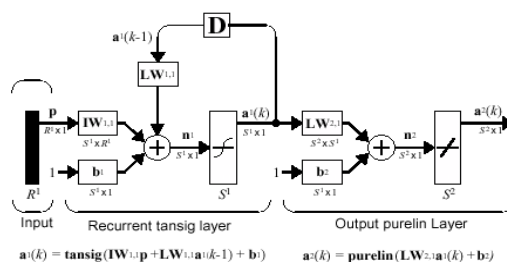 D
a¹(k-1)
LW1,1
p
R¹x1
IW1,1
S¹xR¹
n¹
S¹x1
a¹(k)
S¹x1
LW2,1
S²xS¹
n²
S²x1
a²(k)
S²x1
1
b¹
S¹x1
1
b²
S¹x1
R¹
S¹
S²
Input
Recurrent tansig layer
Output purelin Layer
a¹(k) = tansig(IW1,1p +LW1,1a¹(k-1) + b¹)
a²(k) = purelin(LW2,1a¹(k) + b²)